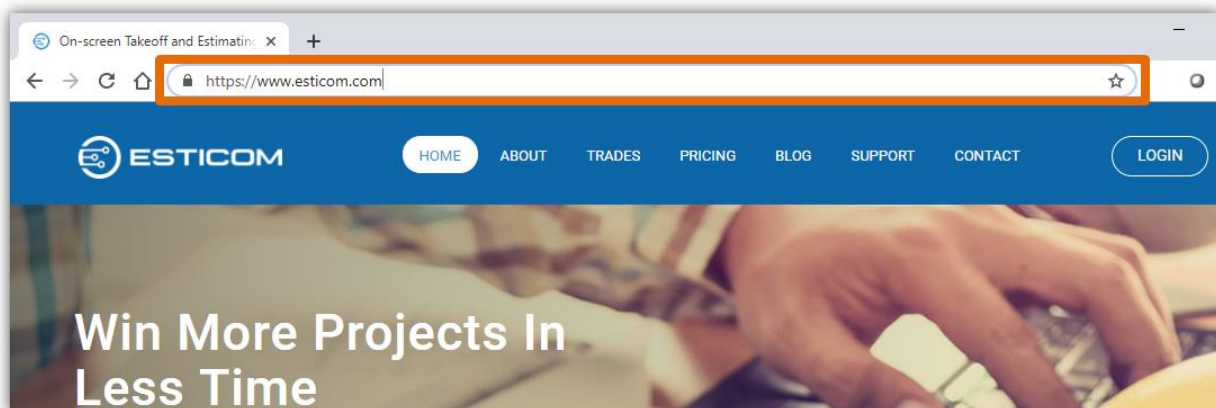 On-screen Takeoff and Estimating
https://www.esticom.com
ESTICOM HOME ABOUT TRADES PRICING BLOG SUPPORT CONTACT LOGIN
Win More Projects In
Less Time